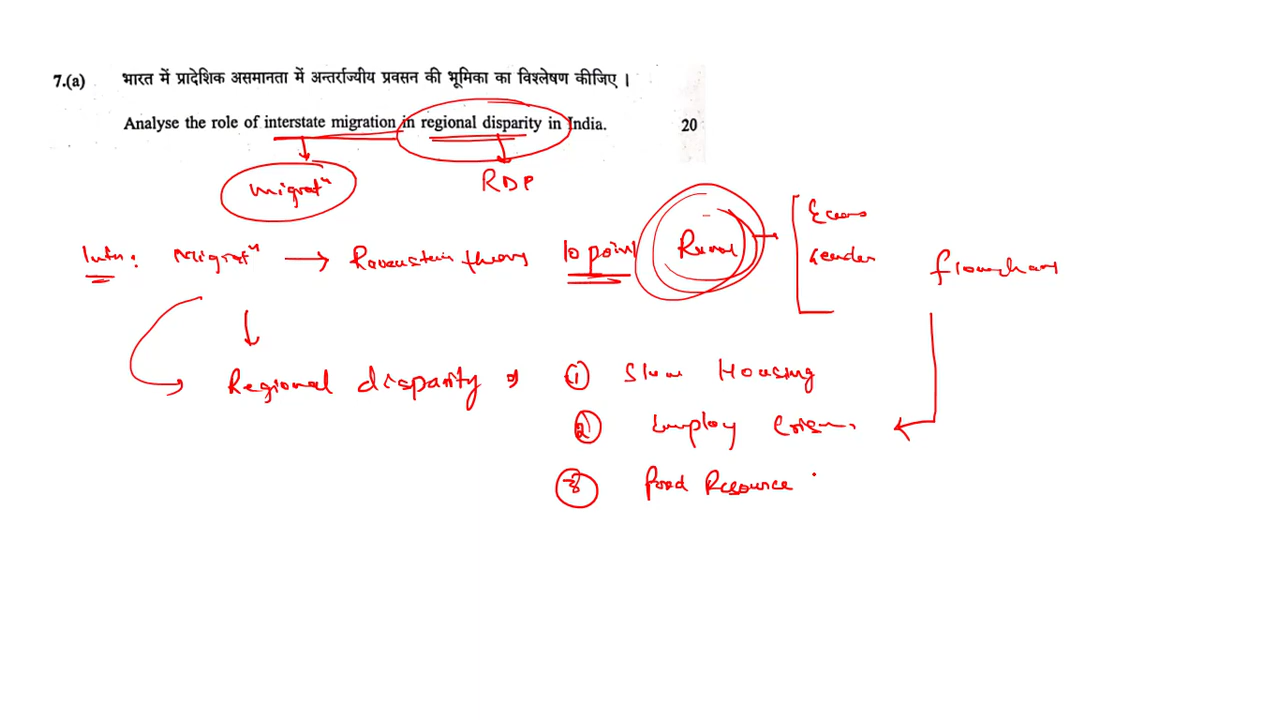 7.(a) भारत में प्रादेशिक असमानता में अन्तर्राज्यीय प्रवसन की भूमिका का विश्लेषण कीजिए ।
Analyse the role of interstate migration in regional disparity in India. 20
Migratⁿ RDP
Intn: Migratⁿ → Ravenstein theory 10 point Rural
Econo
Gender
flowchart
Regional disparity
① Slum Housing
② Employ Crisis
③ Food Resource